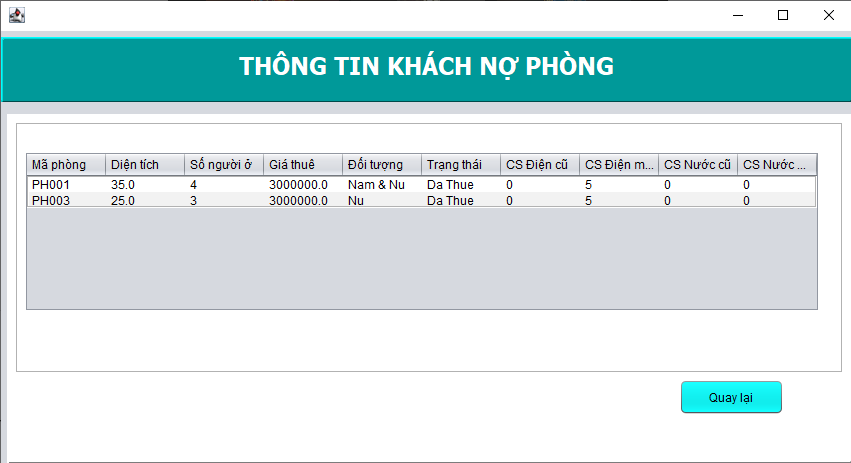 THÔNG TIN KHÁCH NỢ PHÒNG
Mã phòng Diện tích Số người ở Giá thuê Đối tượng Trạng thái CS Điện cũ CS Điện m... CS Nước cũ CS Nước ...
PH001 35.0 4 3000000.0 Nam & Nu Da Thue 0 5 0 0
PH003 25.0 3 3000000.0 Nu Da Thue 0 5 0 0
Quay lại